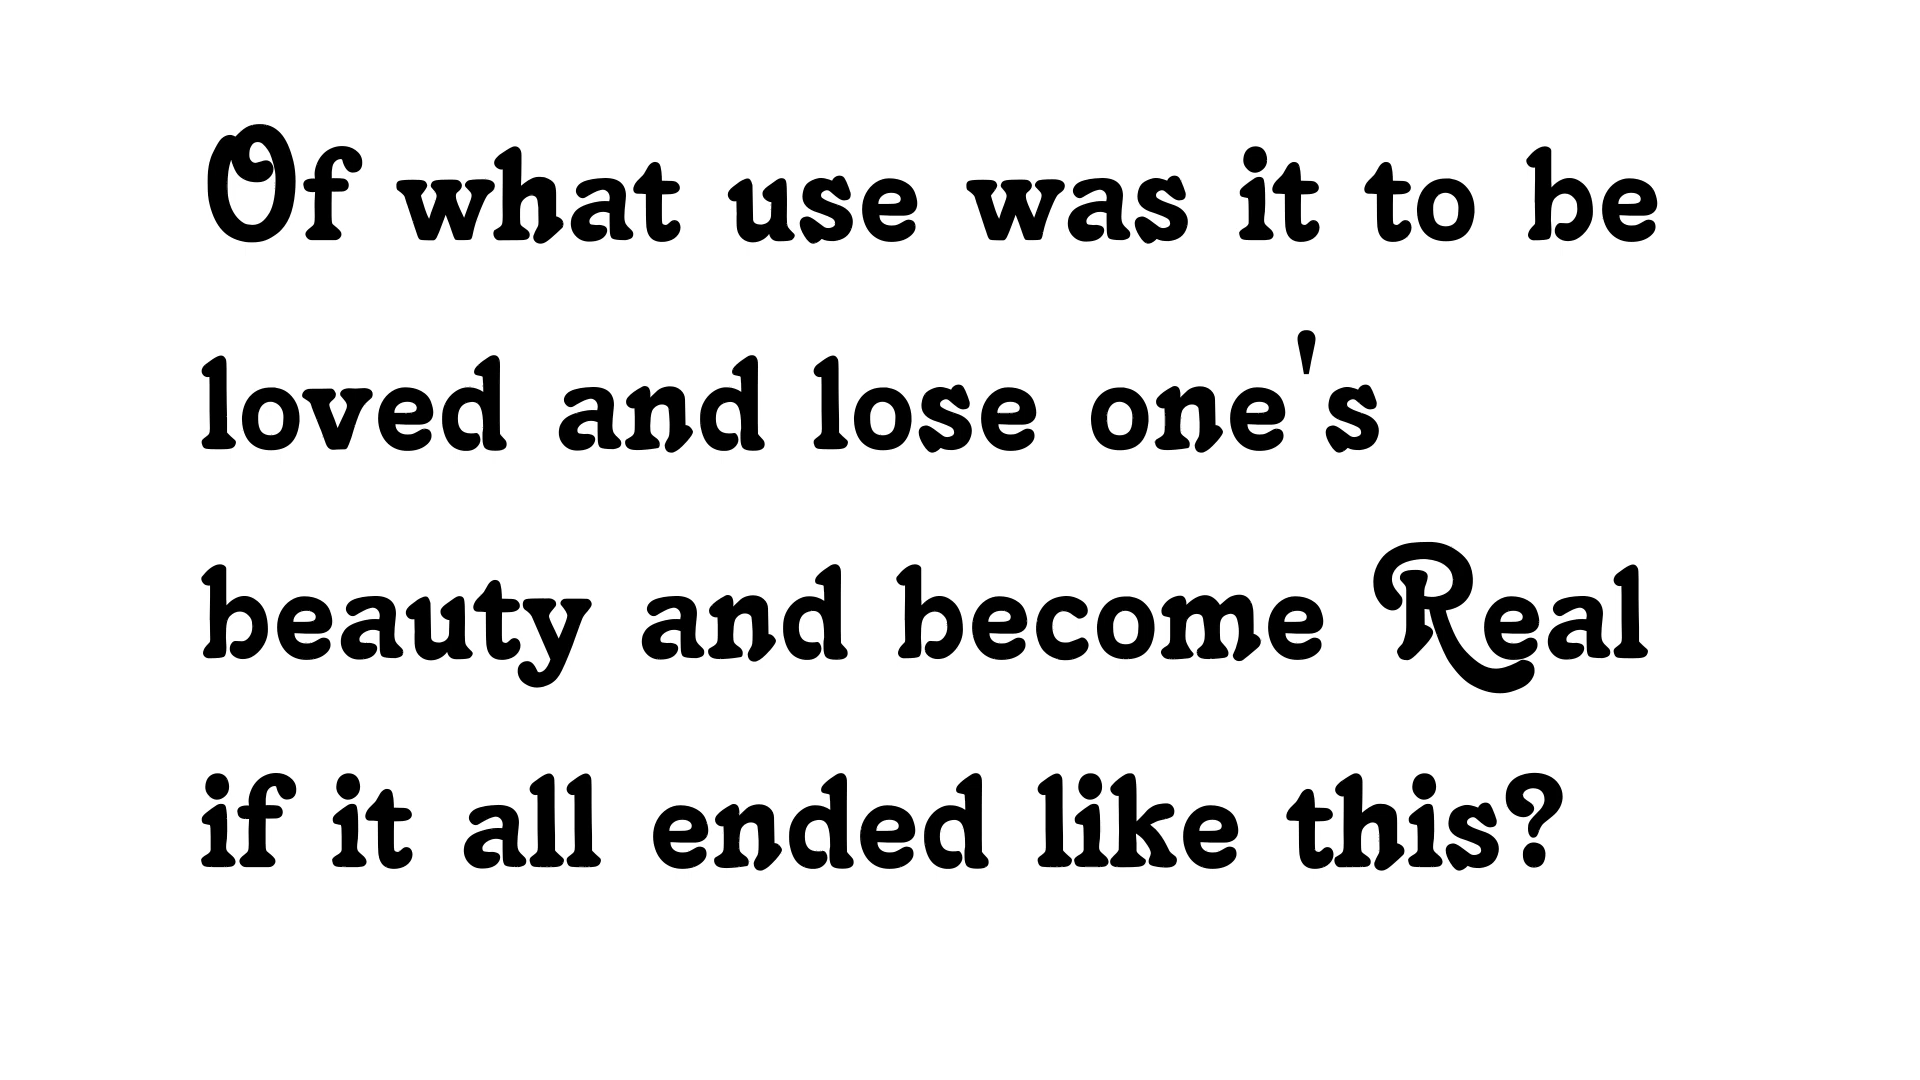 Of what use was it to be
loved and lose one's
beauty and become Real
if it all ended like this?